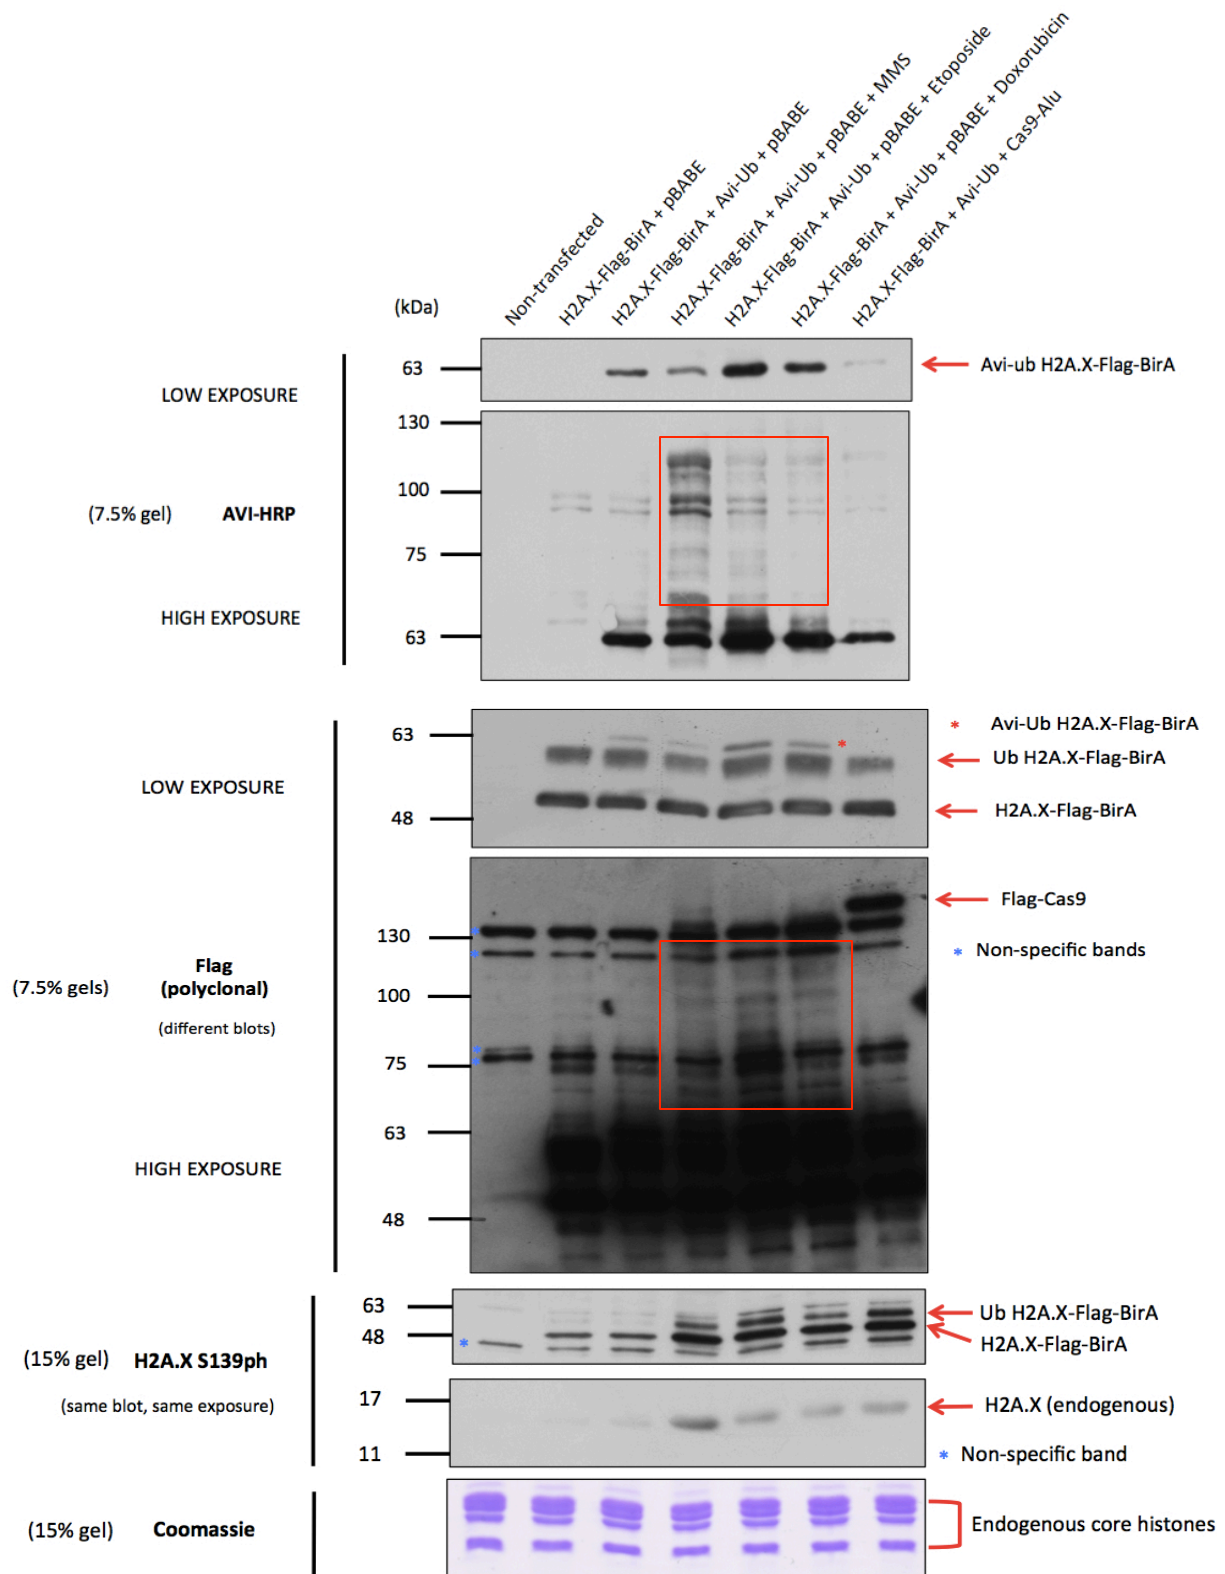 Non-transfected
H2A.X-Flag-BirA + pBABE
H2A.X-Flag-BirA + Avi-Ub + pBABE
H2A.X-Flag-BirA + Avi-Ub + pBABE + MMS
H2A.X-Flag-BirA + Avi-Ub + pBABE + Etoposide
H2A.X-Flag-BirA + Avi-Ub + pBABE + Doxorubicin
H2A.X-Flag-BirA + Avi-Ub + Cas9-Alu
(kDa)
63
Avi-ub H2A.X-Flag-BirA
LOW EXPOSURE
130
100
(7.5% gel) AVI-HRP
75
HIGH EXPOSURE
63
63
* Avi-Ub H2A.X-Flag-BirA
*
Ub H2A.X-Flag-BirA
LOW EXPOSURE
H2A.X-Flag-BirA
48
Flag-Cas9
*
130
* Non-specific bands
*
Flag
(7.5% gels) (polyclonal)
100
(different blots)
*
75
*
63
HIGH EXPOSURE
48
63
Ub H2A.X-Flag-BirA
48
*
H2A.X-Flag-BirA
(15% gel) H2A.X S139ph
17
(same blot, same exposure)
H2A.X (endogenous)
11
* Non-specific band
(15% gel) Coomassie
Endogenous core histones